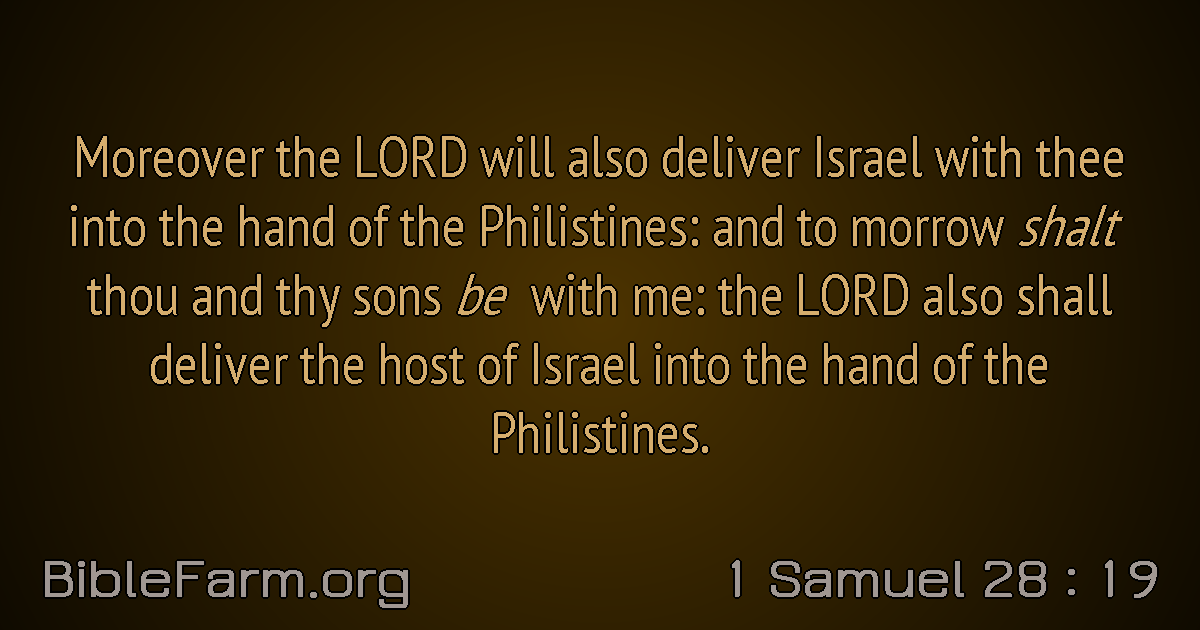 Moreover the LORD will also deliver Israel with thee
into the hand of the Philistines: and to morrow shalt
thou and thy sons be with me: the LORD also shall
deliver the host of Israel into the hand of the
Philistines.
BibleFarm.org
1 Samuel 28 : 19